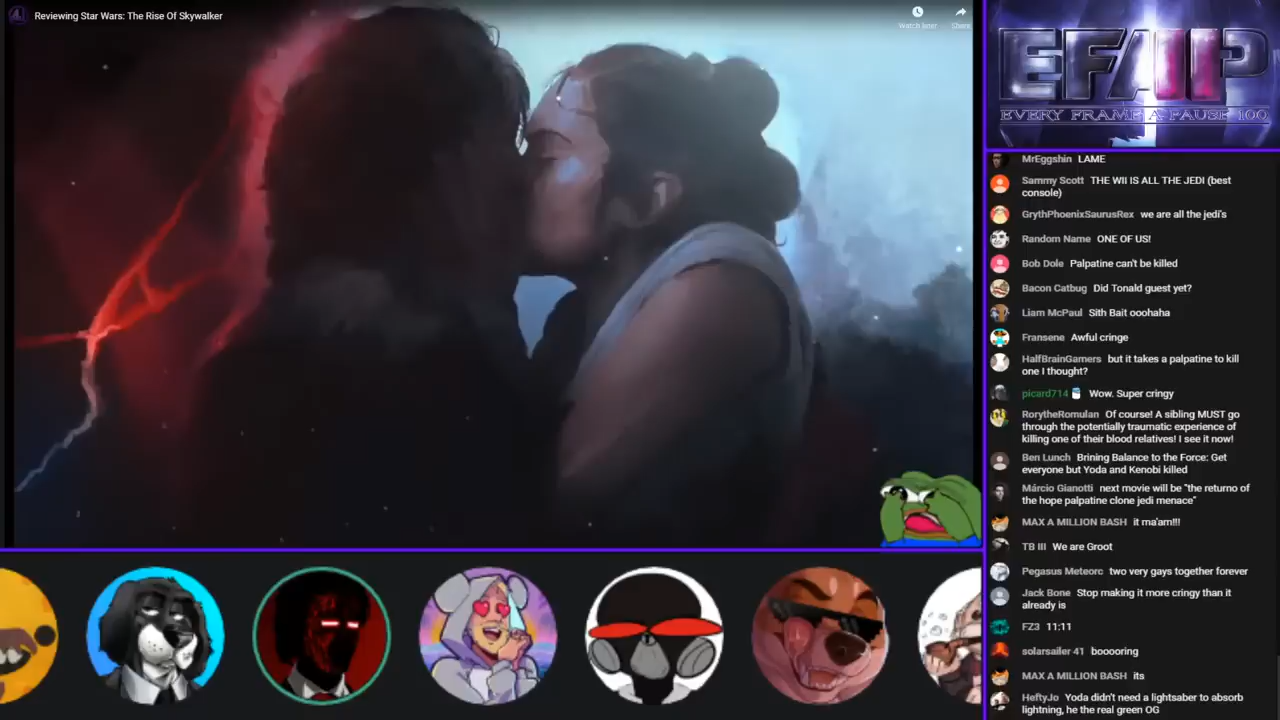 Reviewing Star Wars: The Rise Of Skywalker
Watch later
Share
EFAP
EVERY FRAME A PAUSE 100
MrEggshin LAME
Sammy Scott THE WII IS ALL THE JEDI (best
console)
GrythPhoenixSaurusRex we are all the jedi's
Random Name ONE OF US!
Bob Dole Palpatine can't be killed
Bacon Catbug Did Tonald guest yet?
Liam McPaul Sith Bait ooohaha
Fransene Awful cringe
HalfBrainGamers but it takes a palpatine to kill
one I thought?
picard714 Wow. Super cringy
RorytheRomulan Of course! A sibling MUST go
through the potentially traumatic experience of
killing one of their blood relatives! I see it now!
Ben Lunch Brining Balance to the Force: Get
everyone but Yoda and Kenobi killed
Márcio Gianotti next movie will be "the returno of
the hope palpatine clone jedi menace"
MAX A MILLION BASH it ma'am!!!
TB III We are Groot
Pegasus Meteorc two very gays together forever
Jack Bone Stop making it more cringy than it
already is
FZ3 11:11
solarsailer 41 booooring
MAX A MILLION BASH its
HeftyJo Yoda didn't need a lightsaber to absorb
lightning, he the real green OG